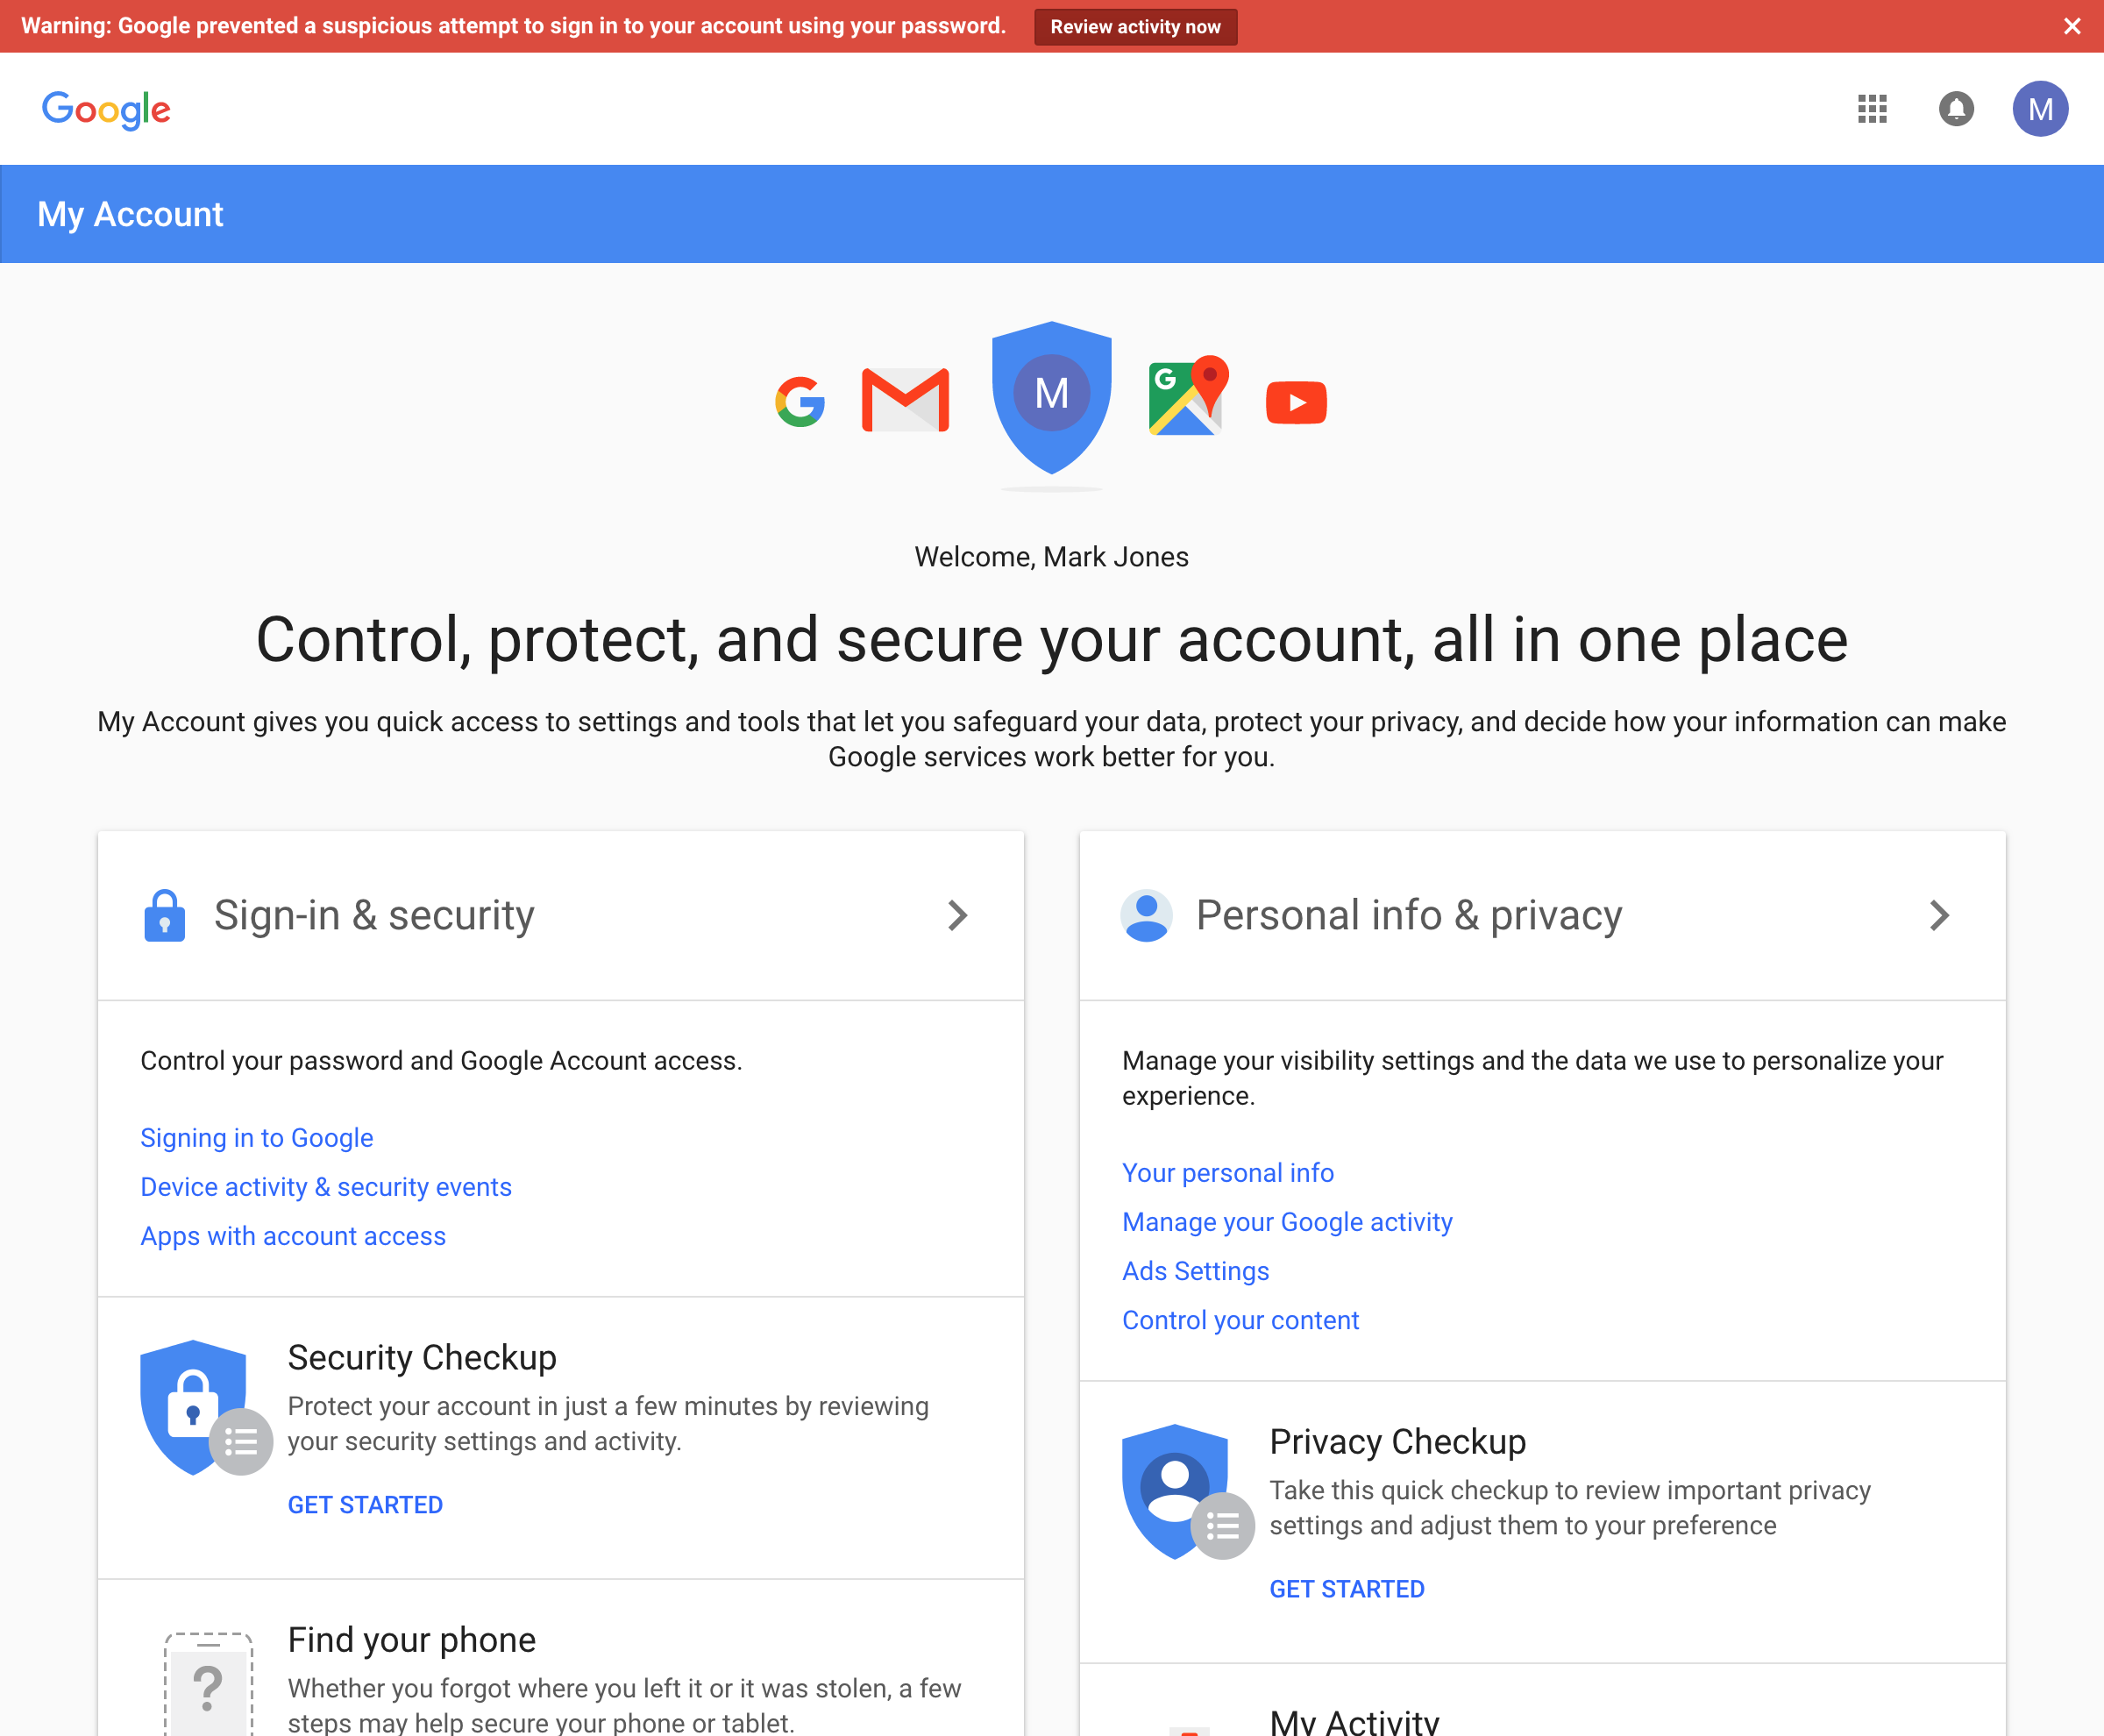 Warning: Google prevented a suspicious attempt to sign in to your account using your password.
Review activity now
Google
M
My Account
G
M
G
Welcome, Mark Jones
Control, protect, and secure your account, all in one place
My Account gives you quick access to settings and tools that let you safeguard your data, protect your privacy, and decide how your information can make
Google services work better for you.
Sign-in & security
Control your password and Google Account access.
Signing in to Google
Device activity & security events
Apps with account access
Security Checkup
Protect your account in just a few minutes by reviewing
your security settings and activity.
GET STARTED
Find your phone
?
Whether you forgot where you left it or it was stolen, a few
steps may help secure your phone or tablet.
Personal info & privacy
Manage your visibility settings and the data we use to personalize your
experience.
Your personal info
Manage your Google activity
Ads Settings
Control your content
Privacy Checkup
Take this quick checkup to review important privacy
settings and adjust them to your preference
GET STARTED
My Activity